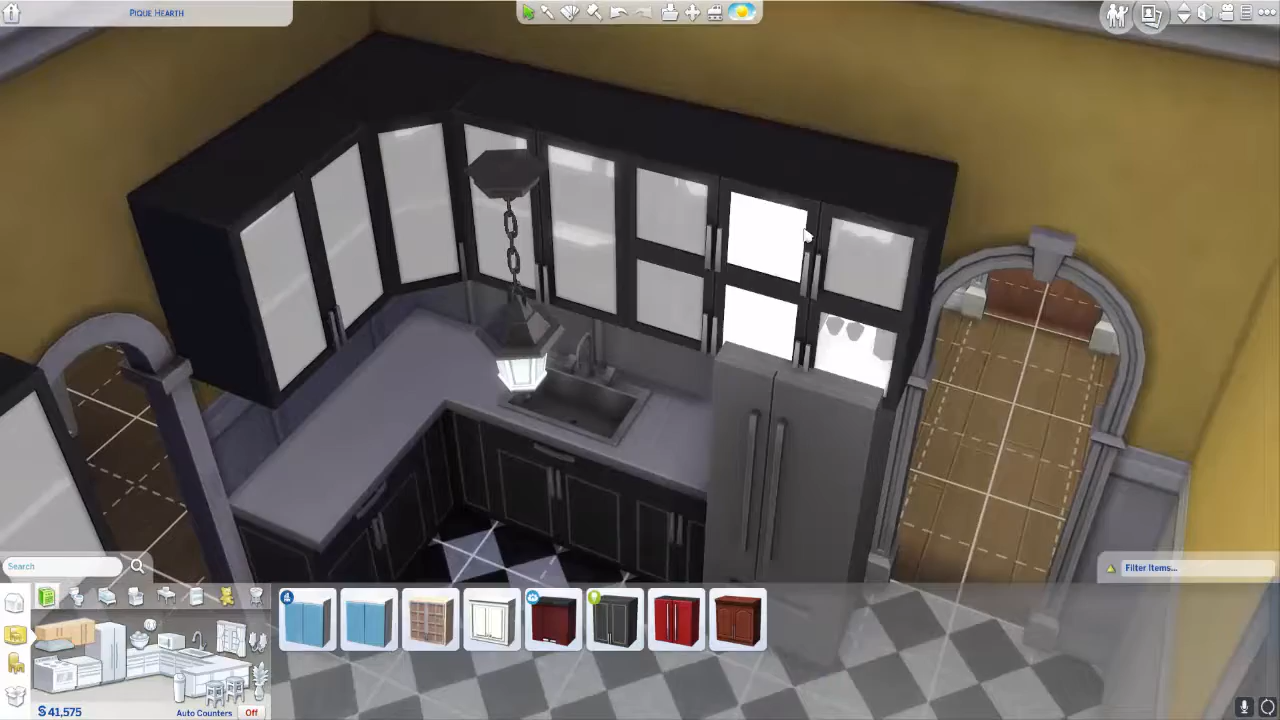 PIQUE HEARTH
Search
Filter Items...
$41,575
Auto Counters Off